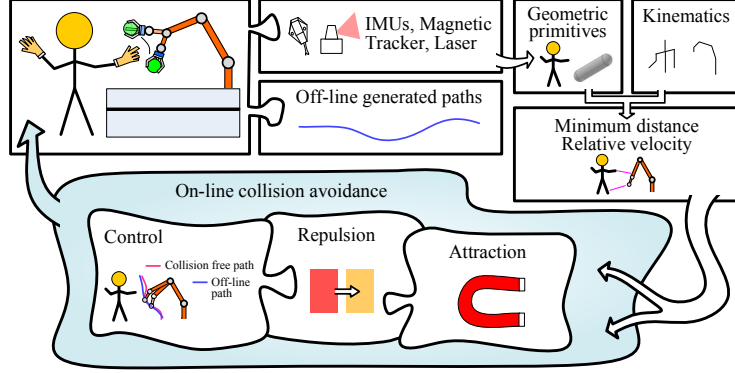 IMUs, Magnetic
Tracker, Laser
Geometric
primitives
Kinematics
Off-line generated paths
Minimum distance
Relative velocity
On-line collision avoidance
Control
Collision free path
Off-line
path
Repulsion
Attraction